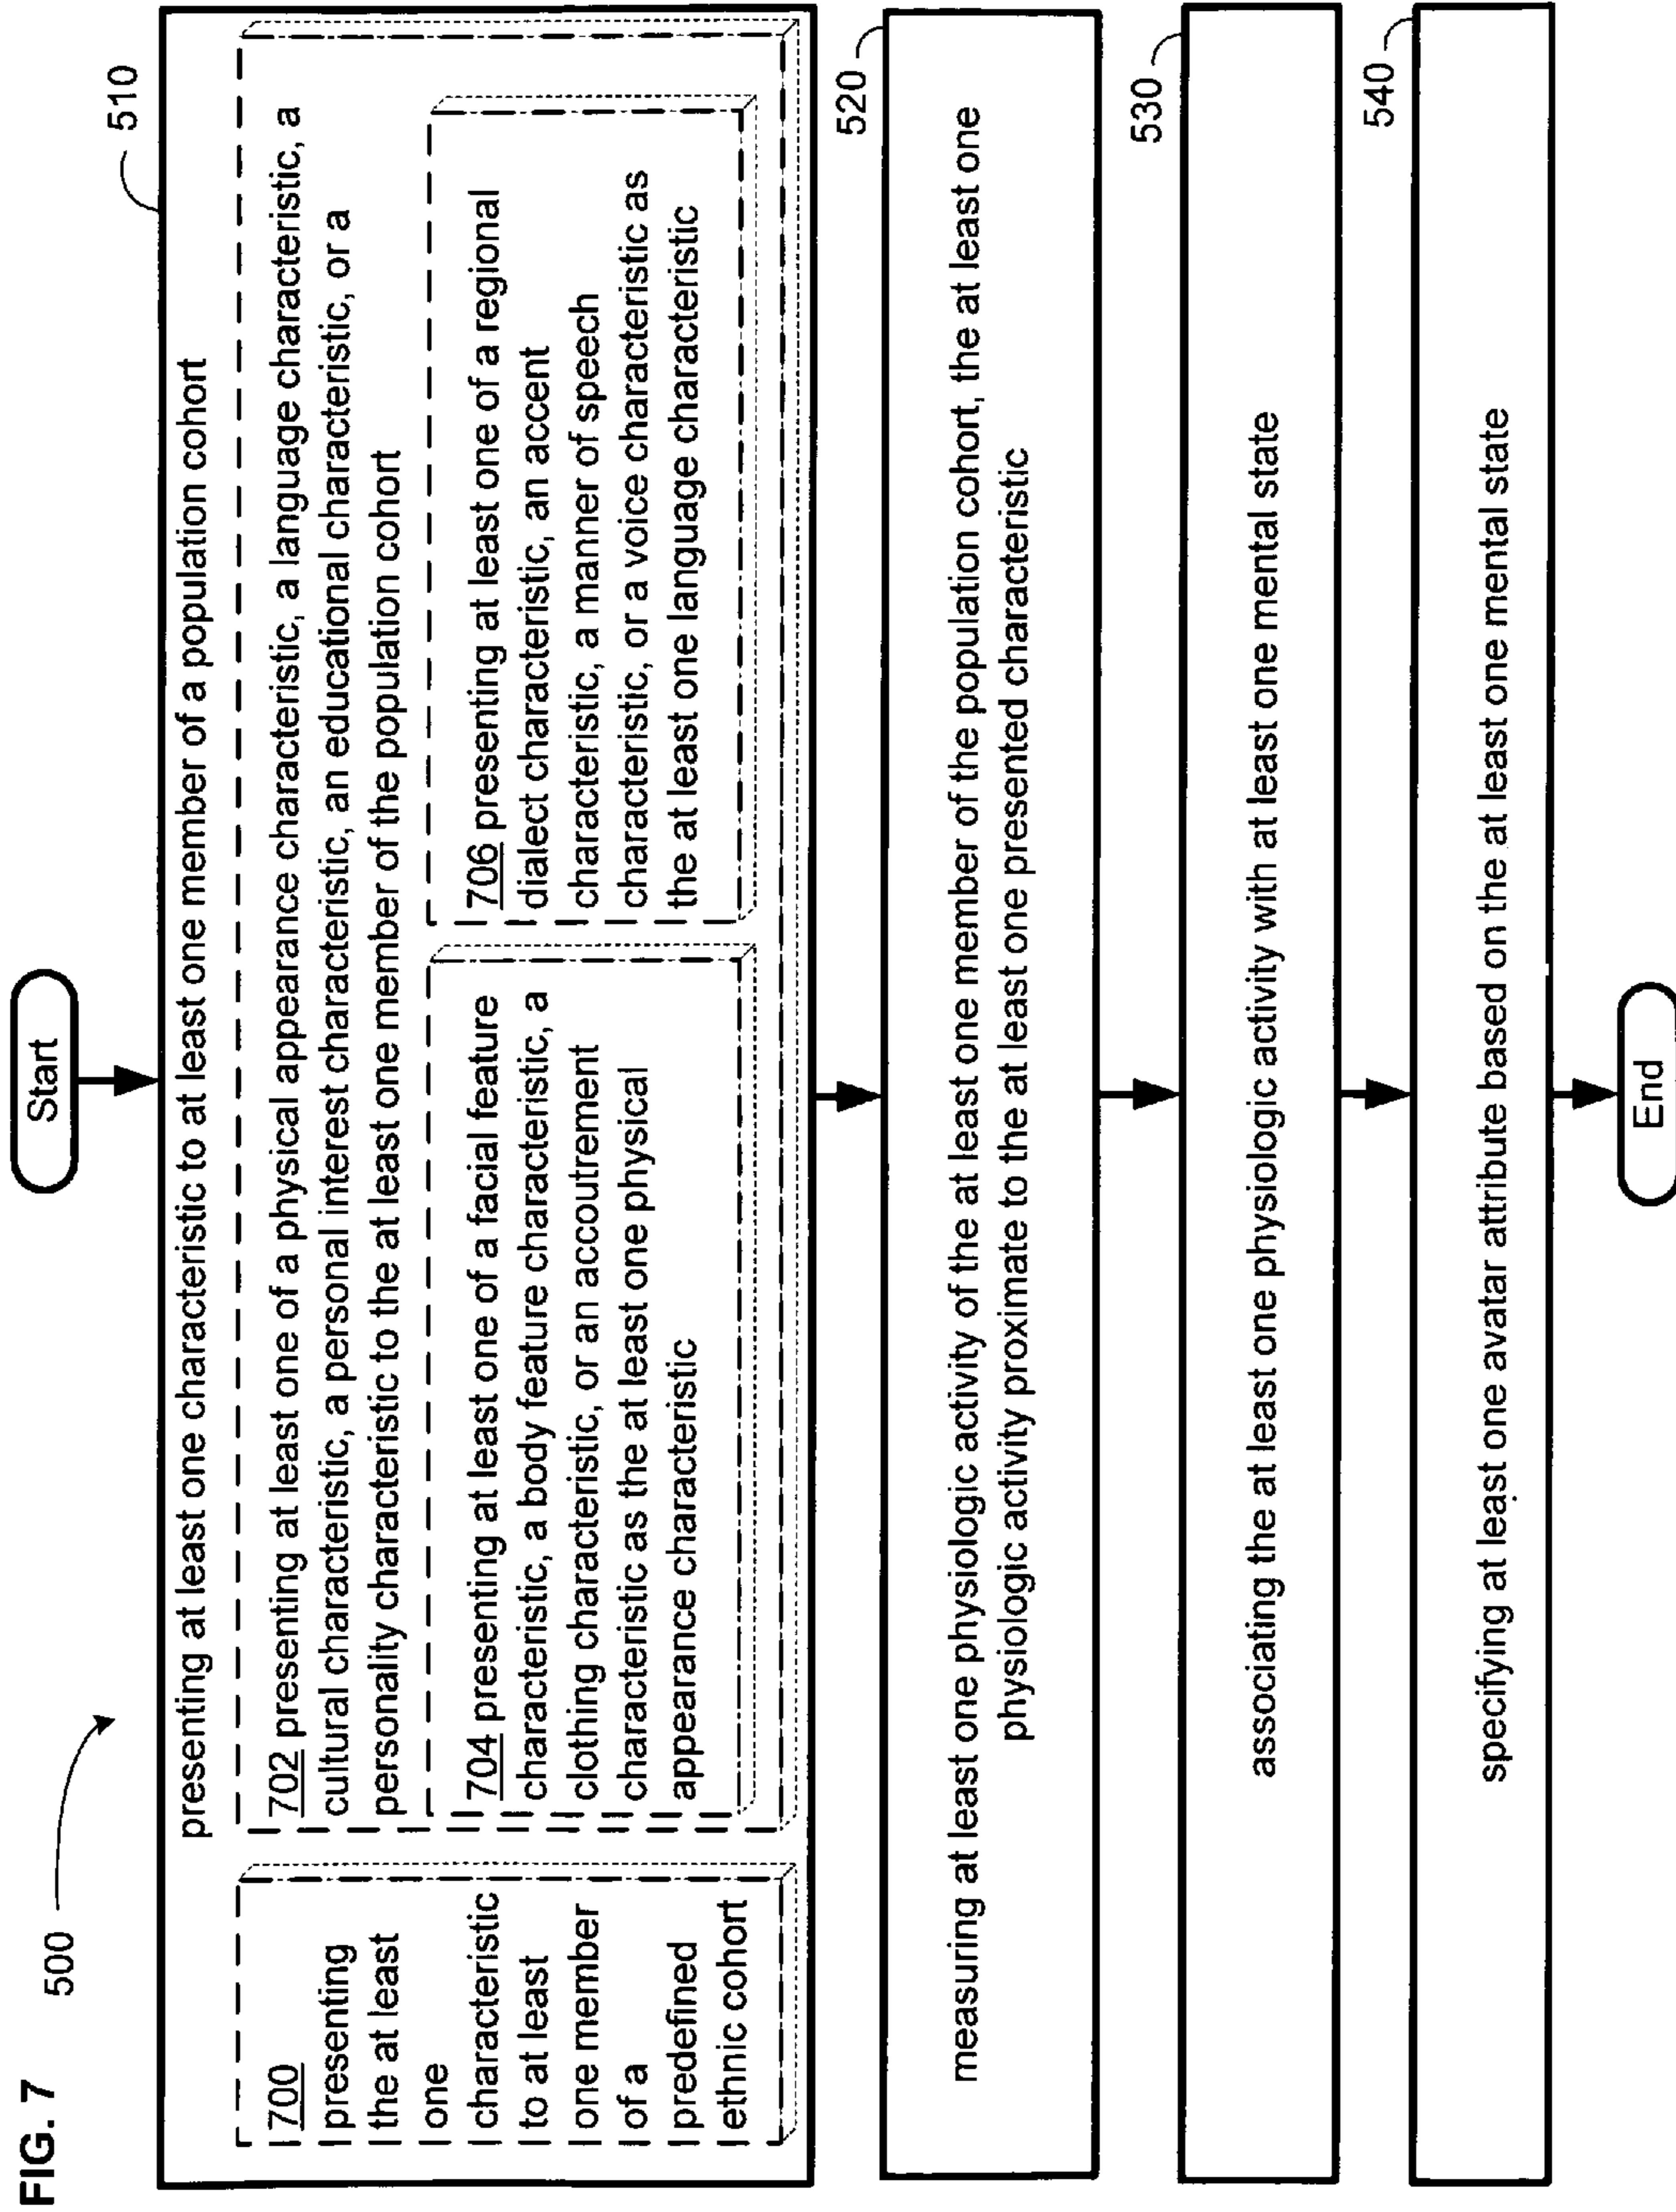 FIG. 7
500
Start
510
presenting at least one characteristic to at least one member of a population cohort
700
presenting
the at least
one
characteristic
to at least
one member
of a
predefined
ethnic cohort
702 presenting at least one of a physical appearance characteristic, a language characteristic, a
cultural characteristic, a personal interest characteristic, an educational characteristic, or a
personality characteristic to the at least one member of the population cohort
704 presenting at least one of a facial feature
characteristic, a body feature characteristic, a
clothing characteristic, or an accoutrement
characteristic as the at least one physical
appearance characteristic
706 presenting at least one of a regional
dialect characteristic, an accent
characteristic, a manner of speech
characteristic, or a voice characteristic as
the at least one language characteristic
520
measuring at least one physiologic activity of the at least one member of the population cohort, the at least one
physiologic activity proximate to the at least one presented characteristic
530
associating the at least one physiologic activity with at least one mental state
540
specifying at least one avatar attribute based on the at least one mental state
End